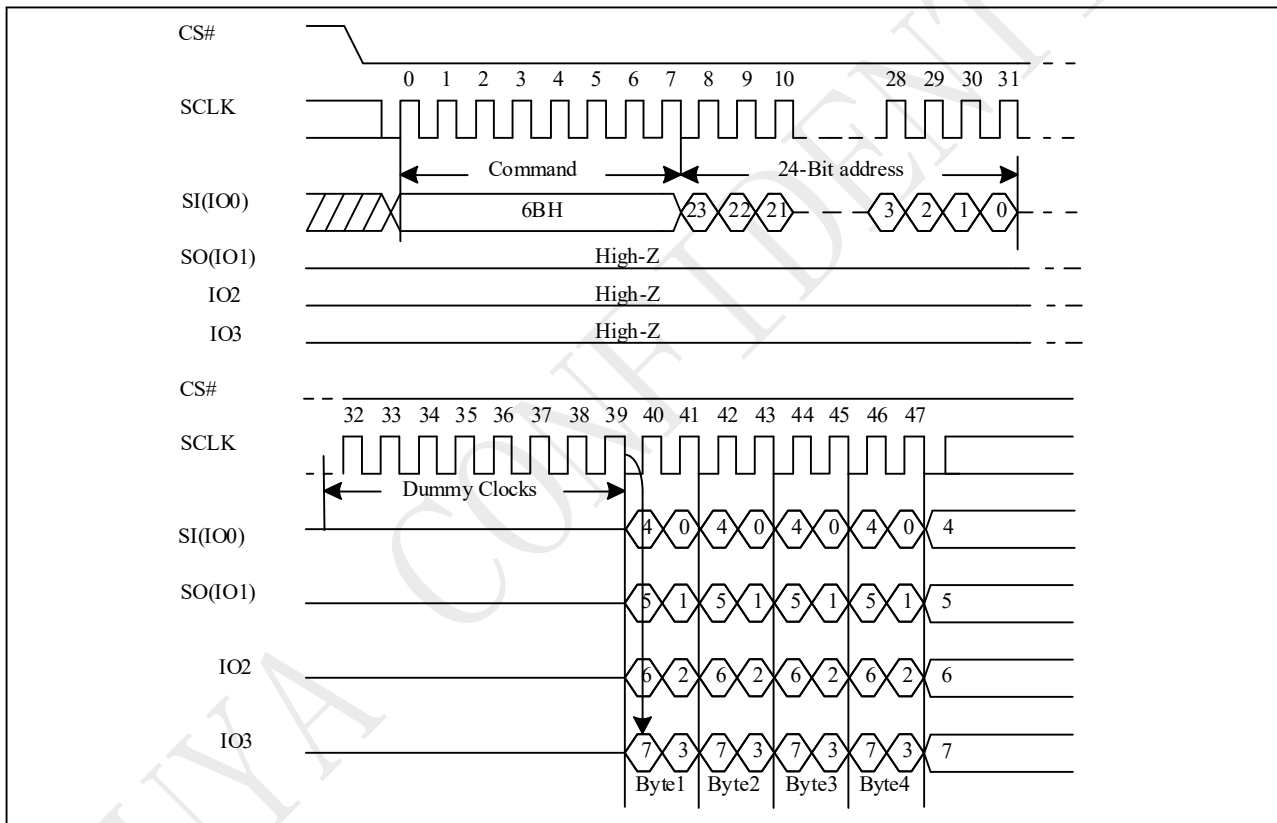 CS#
0 1 2 3 4 5 6 7 8 9 10 28 29 30 31
SCLK
Command 24-Bit address
SI(IO0) 6BH 23 22 21 3 2 1 0
SO(IO1) High-Z
IO2 High-Z
IO3 High-Z
CS#
32 33 34 35 36 37 38 39 40 41 42 43 44 45 46 47
SCLK
Dummy Clocks
SI(IO0) 4 0 4 0 4 0 4 0 4
SO(IO1) 5 1 5 1 5 1 5 1 5
IO2 6 2 6 2 6 2 6 2 6
IO3 7 3 7 3 7 3 7 3 7
Byte1 Byte2 Byte3 Byte4